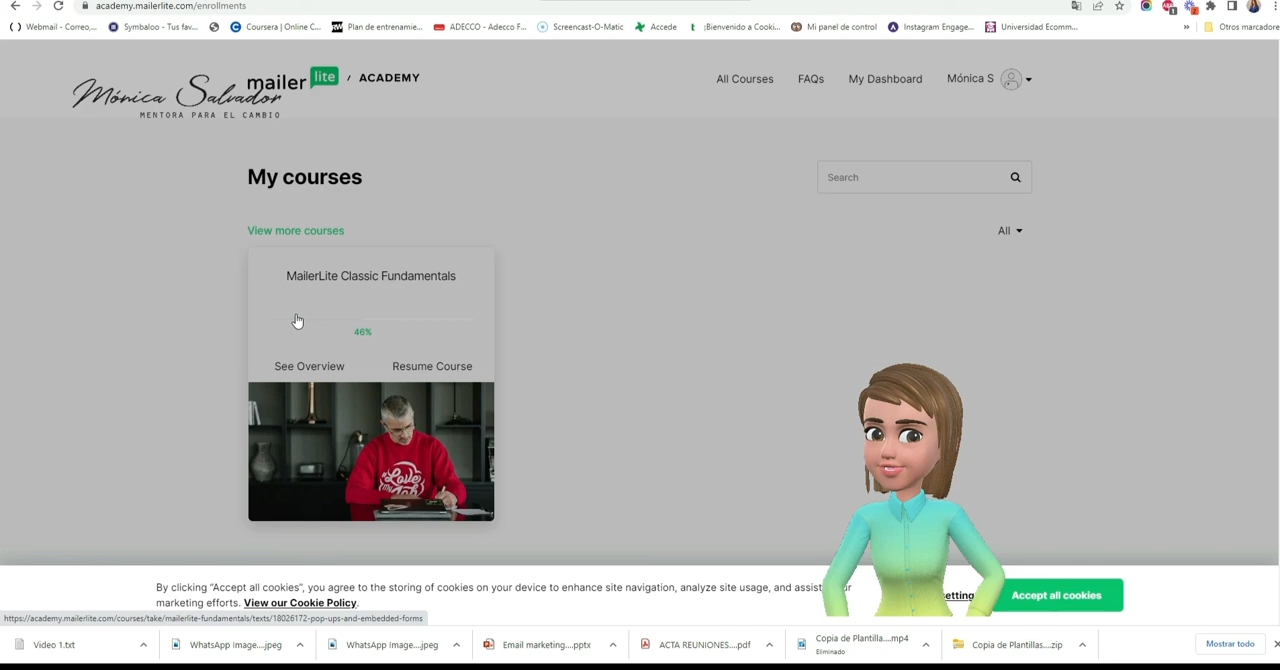 academy.mailerlite.com/enrollments
Webmail - Correo,... Symbaloo - Tus fav... Coursera | Online C... Plan de entrenamie... ADECCO - Adecco F... Screencast-O-Matic Accede ¡Bienvenido a Cooki... Mi panel de control Instagram Engage... Universidad Ecomm... » Otros marcadore
Mónica Salvador
MENTORA PARA EL CAMBIO
mailer lite / ACADEMY
All Courses FAQs My Dashboard Mónica S
My courses
Search
View more courses
All
MailerLite Classic Fundamentals
46%
See Overview Resume Course
Love
By clicking “Accept all cookies”, you agree to the storing of cookies on your device to enhance site navigation, analyze site usage, and assist ur
marketing efforts. View our Cookie Policy.
Accept all cookies
https://academy.mailerlite.com/courses/take/mailerlite-fundamentals/texts/18026172-pop-ups-and-embedded-forms
Video 1.txt WhatsApp Image....jpeg WhatsApp Image....jpeg Email marketing....pptx ACTA REUNIONES...pdf Copia de Plantilla....mp4 Copia de Plantillas....zip Mostrar todo
Eliminado